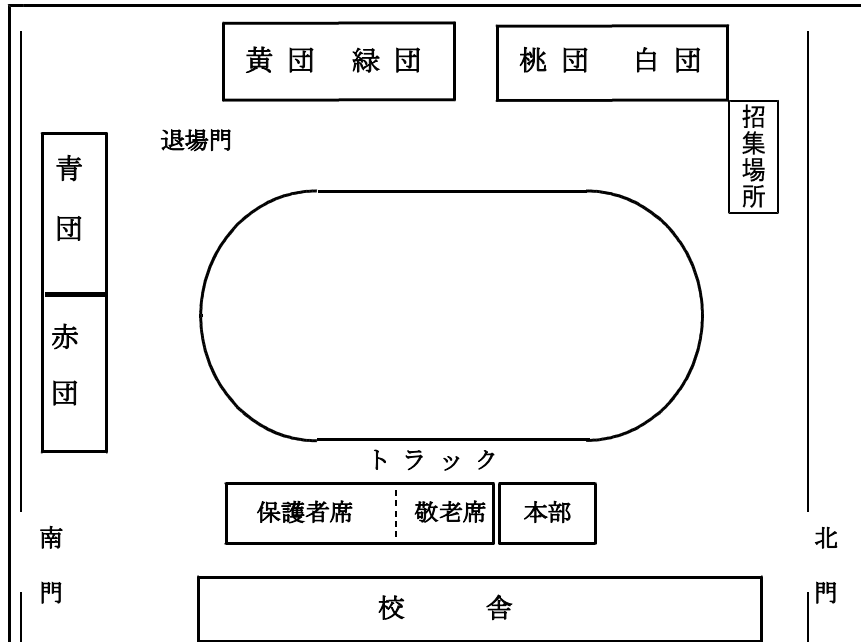 黄団 緑団
桃団 白団
招集場所
退場門
青団
赤団
トラック
保護者席
敬老席
本部
南門
北門
校舎